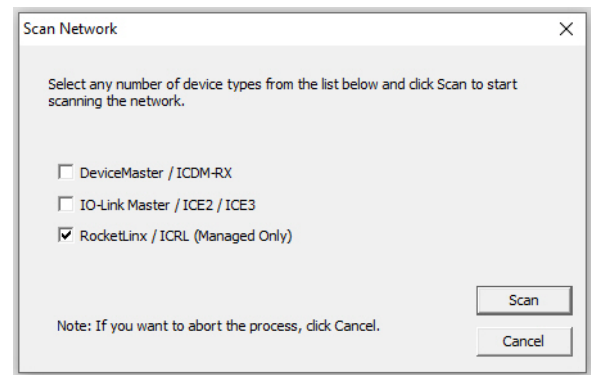 Scan Network
Select any number of device types from the list below and click Scan to start
scanning the network.
DeviceMaster / ICDM-RX
IO-Link Master / ICE2 / ICE3
RocketLinx / ICRL (Managed Only)
Scan
Note: If you want to abort the process, click Cancel.
Cancel